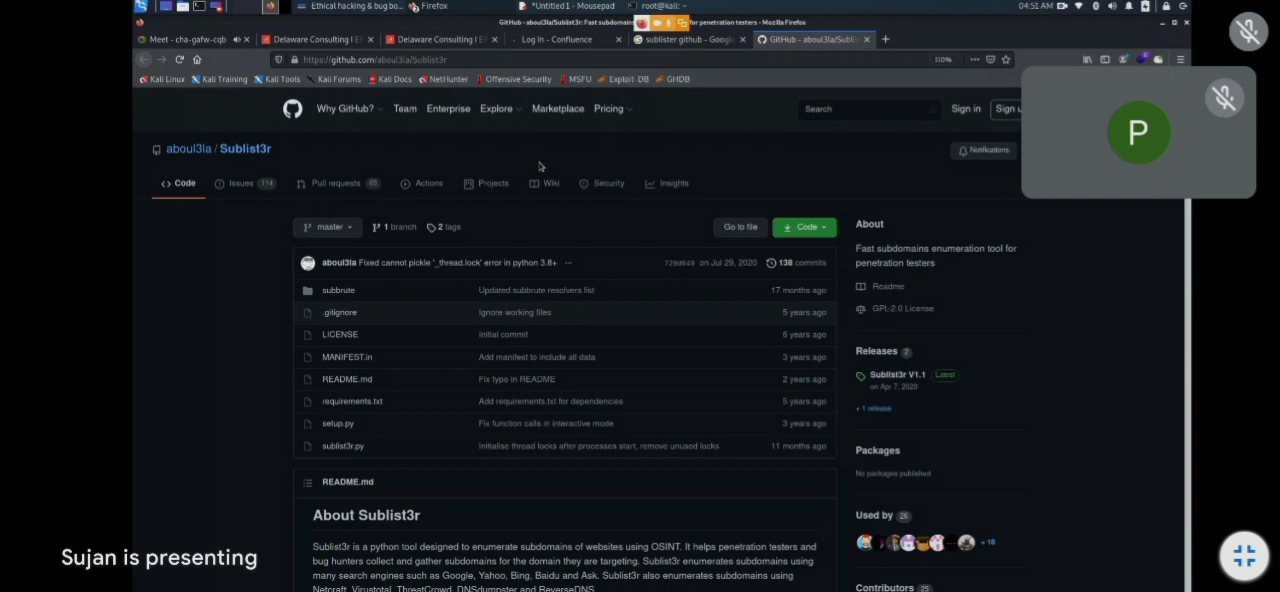 Ethical hacking & bug bo... Firefox *Untitled 1 - Mousepad root@kali: ~ 04:51 AM
GitHub - aboul3la/Sublist3r: Fast subdomains for penetration testers - Mozilla Firefox
Meet - cha-gafw-cqb Delaware Consulting I E Delaware Consulting I E Log In - Confluence sublister github - Google GitHub - aboul3la/Sublist
https://github.com/aboul3la/Sublist3r 110%
Kali Linux Kali Training Kali Tools Kali Forums Kali Docs NetHunter Offensive Security MSFU Exploit-DB GHDB
Why GitHub? Team Enterprise Explore Marketplace Pricing Search Sign in Sign u
P
aboul3la / Sublist3r Notifications
Code Issues 114 Pull requests 65 Actions Projects Wiki Security Insights
master 1 branch 2 tags Go to file Code
About
Fast subdomains enumeration tool for
penetration testers
Readme
GPL-2.0 License
aboul3la Fixed cannot pickle '_thread.lock' error in python 3.8+ ... 729d649 on Jul 29, 2020 138 commits
subbrute Updated subbrute resolvers list 17 months ago
.gitignore Ignore working files 5 years ago
LICENSE Initial commit 6 years ago
MANIFEST.in Add manifest to include all data 3 years ago
README.md Fix typo in README 2 years ago
requirements.txt Add requirements.txt for dependencies 5 years ago
setup.py Fix function calls in interactive mode 3 years ago
sublist3r.py Initialise thread locks after processes start, remove unused locks 11 months ago
Releases 2
Sublist3r V1.1 Latest
on Apr 7, 2020
+ 1 release
Packages
No packages published
Used by 26
+ 18
Contributors 25
README.md
About Sublist3r
Sublist3r is a python tool designed to enumerate subdomains of websites using OSINT. It helps penetration testers and
bug hunters collect and gather subdomains for the domain they are targeting. Sublist3r enumerates subdomains using
many search engines such as Google, Yahoo, Bing, Baidu and Ask. Sublist3r also enumerates subdomains using
Netcraft, Virustotal, ThreatCrowd, DNSdumpster and ReverseDNS.
Sujan is presenting